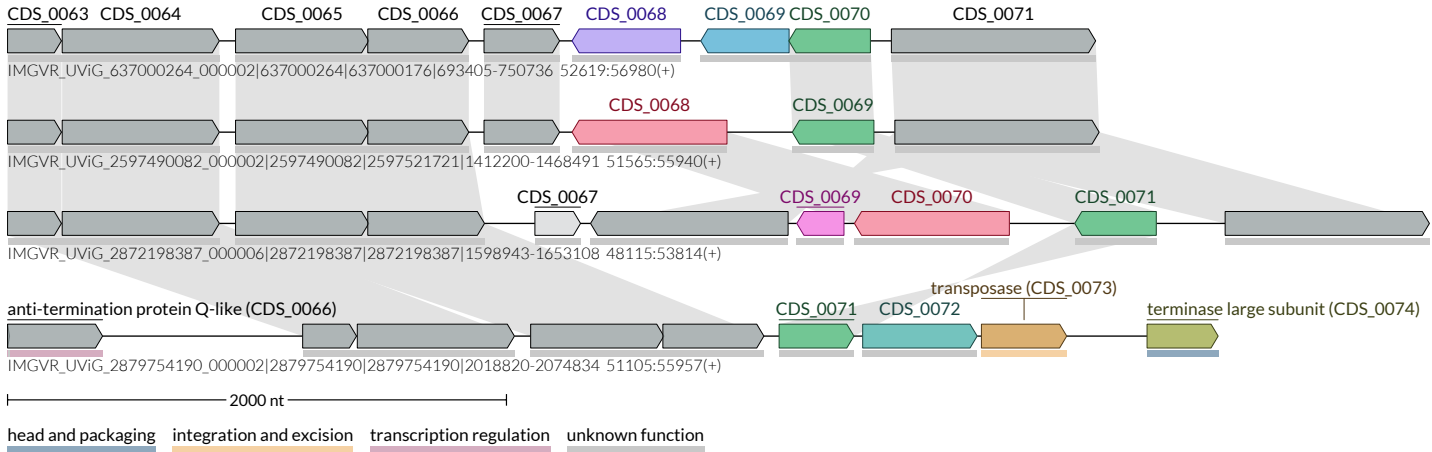 CDS_0063 CDS_0064 CDS_0065 CDS_0066 CDS_0067 CDS_0068 CDS_0069 CDS_0070 CDS_0071
IMGVR_UViG_637000264_000002|637000264|637000176|693405-750736 52619:56980(+)
CDS_0068 CDS_0069
IMGVR_UViG_2597490082_000002|2597490082|2597521721|1412200-1468491 51565:55940(+)
CDS_0067 CDS_0069 CDS_0070 CDS_0071
IMGVR_UViG_2872198387_000006|2872198387|2872198387|1598943-1653108 48115:53814(+)
transposase (CDS_0073)
anti-termination protein Q-like (CDS_0066) CDS_0071 CDS_0072 terminase large subunit (CDS_0074)
IMGVR_UViG_2879754190_000002|2879754190|2879754190|2018820-2074834 51105:55957(+)
2000 nt
head and packaging integration and excision transcription regulation unknown function